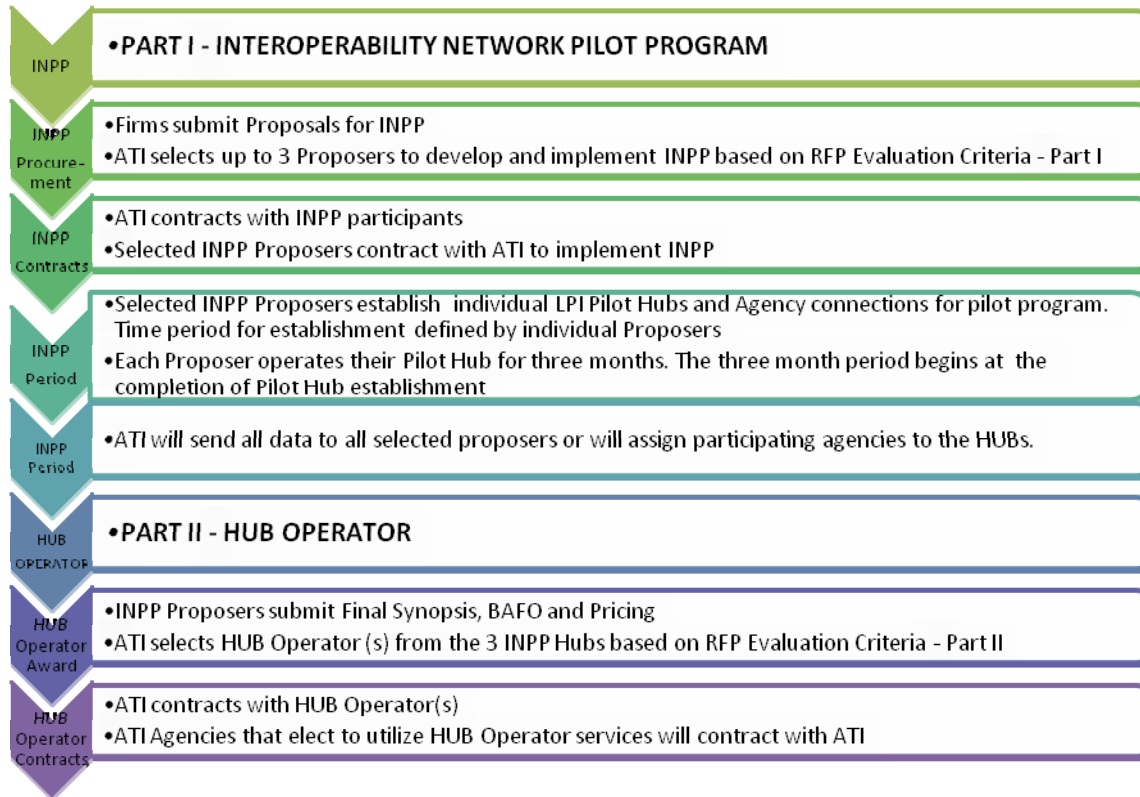 INPP
•PART I - INTEROPERABILITY NETWORK PILOT PROGRAM
INPP
Procure-
ment
•Firms submit Proposals for INPP
•ATI selects up to 3 Proposers to develop and implement INPP based on RFP Evaluation Criteria - Part I
INPP
Contracts
•ATI contracts with INPP participants
•Selected INPP Proposers contract with ATI to implement INPP
INPP
Period
•Selected INPP Proposers establish individual LPI Pilot Hubs and Agency connections for pilot program.
Time period for establishment defined by individual Proposers
•Each Proposer operates their Pilot Hub for three months. The three month period begins at the
completion of Pilot Hub establishment
INPP
Period
•ATI will send all data to all selected proposers or will assign participating agencies to the HUBs.
HUB
OPERATOR
•PART II - HUB OPERATOR
HUB
Operator
Award
•INPP Proposers submit Final Synopsis, BAFO and Pricing
•ATI selects HUB Operator (s) from the 3 INPP Hubs based on RFP Evaluation Criteria - Part II
HUB
Operator
Contracts
•ATI contracts with HUB Operator(s)
•ATI Agencies that elect to utilize HUB Operator services will contract with ATI